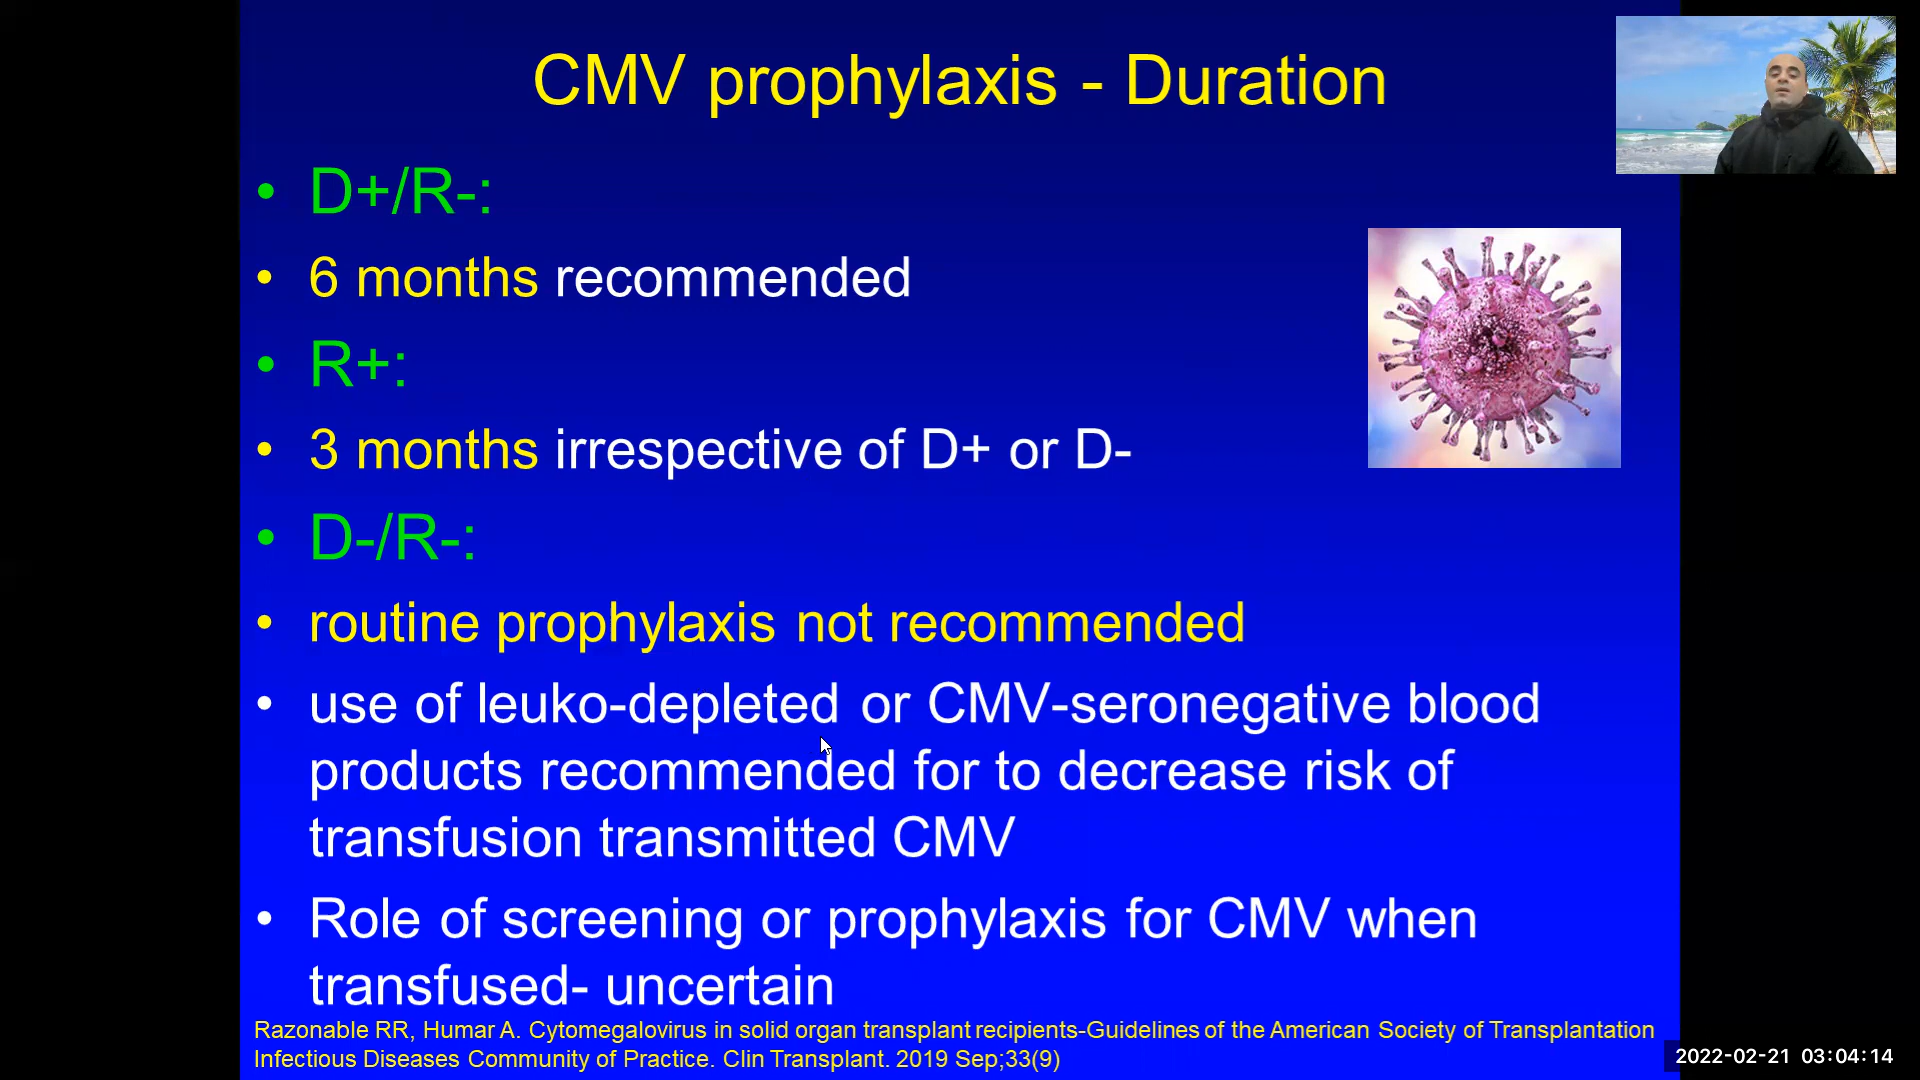 CMV prophylaxis - Duration
• D+/R-:
• 6 months recommended
• R+:
• 3 months irrespective of D+ or D-
• D-/R-:
• routine prophylaxis not recommended
• use of leuko-depleted or CMV-seronegative blood
products recommended for to decrease risk of
transfusion transmitted CMV
• Role of screening or prophylaxis for CMV when
transfused- uncertain
Razonable RR, Humar A. Cytomegalovirus in solid organ transplant recipients-Guidelines of the American Society of Transplantation
Infectious Diseases Community of Practice. Clin Transplant. 2019 Sep;33(9)
2022-02-21 03:04:14